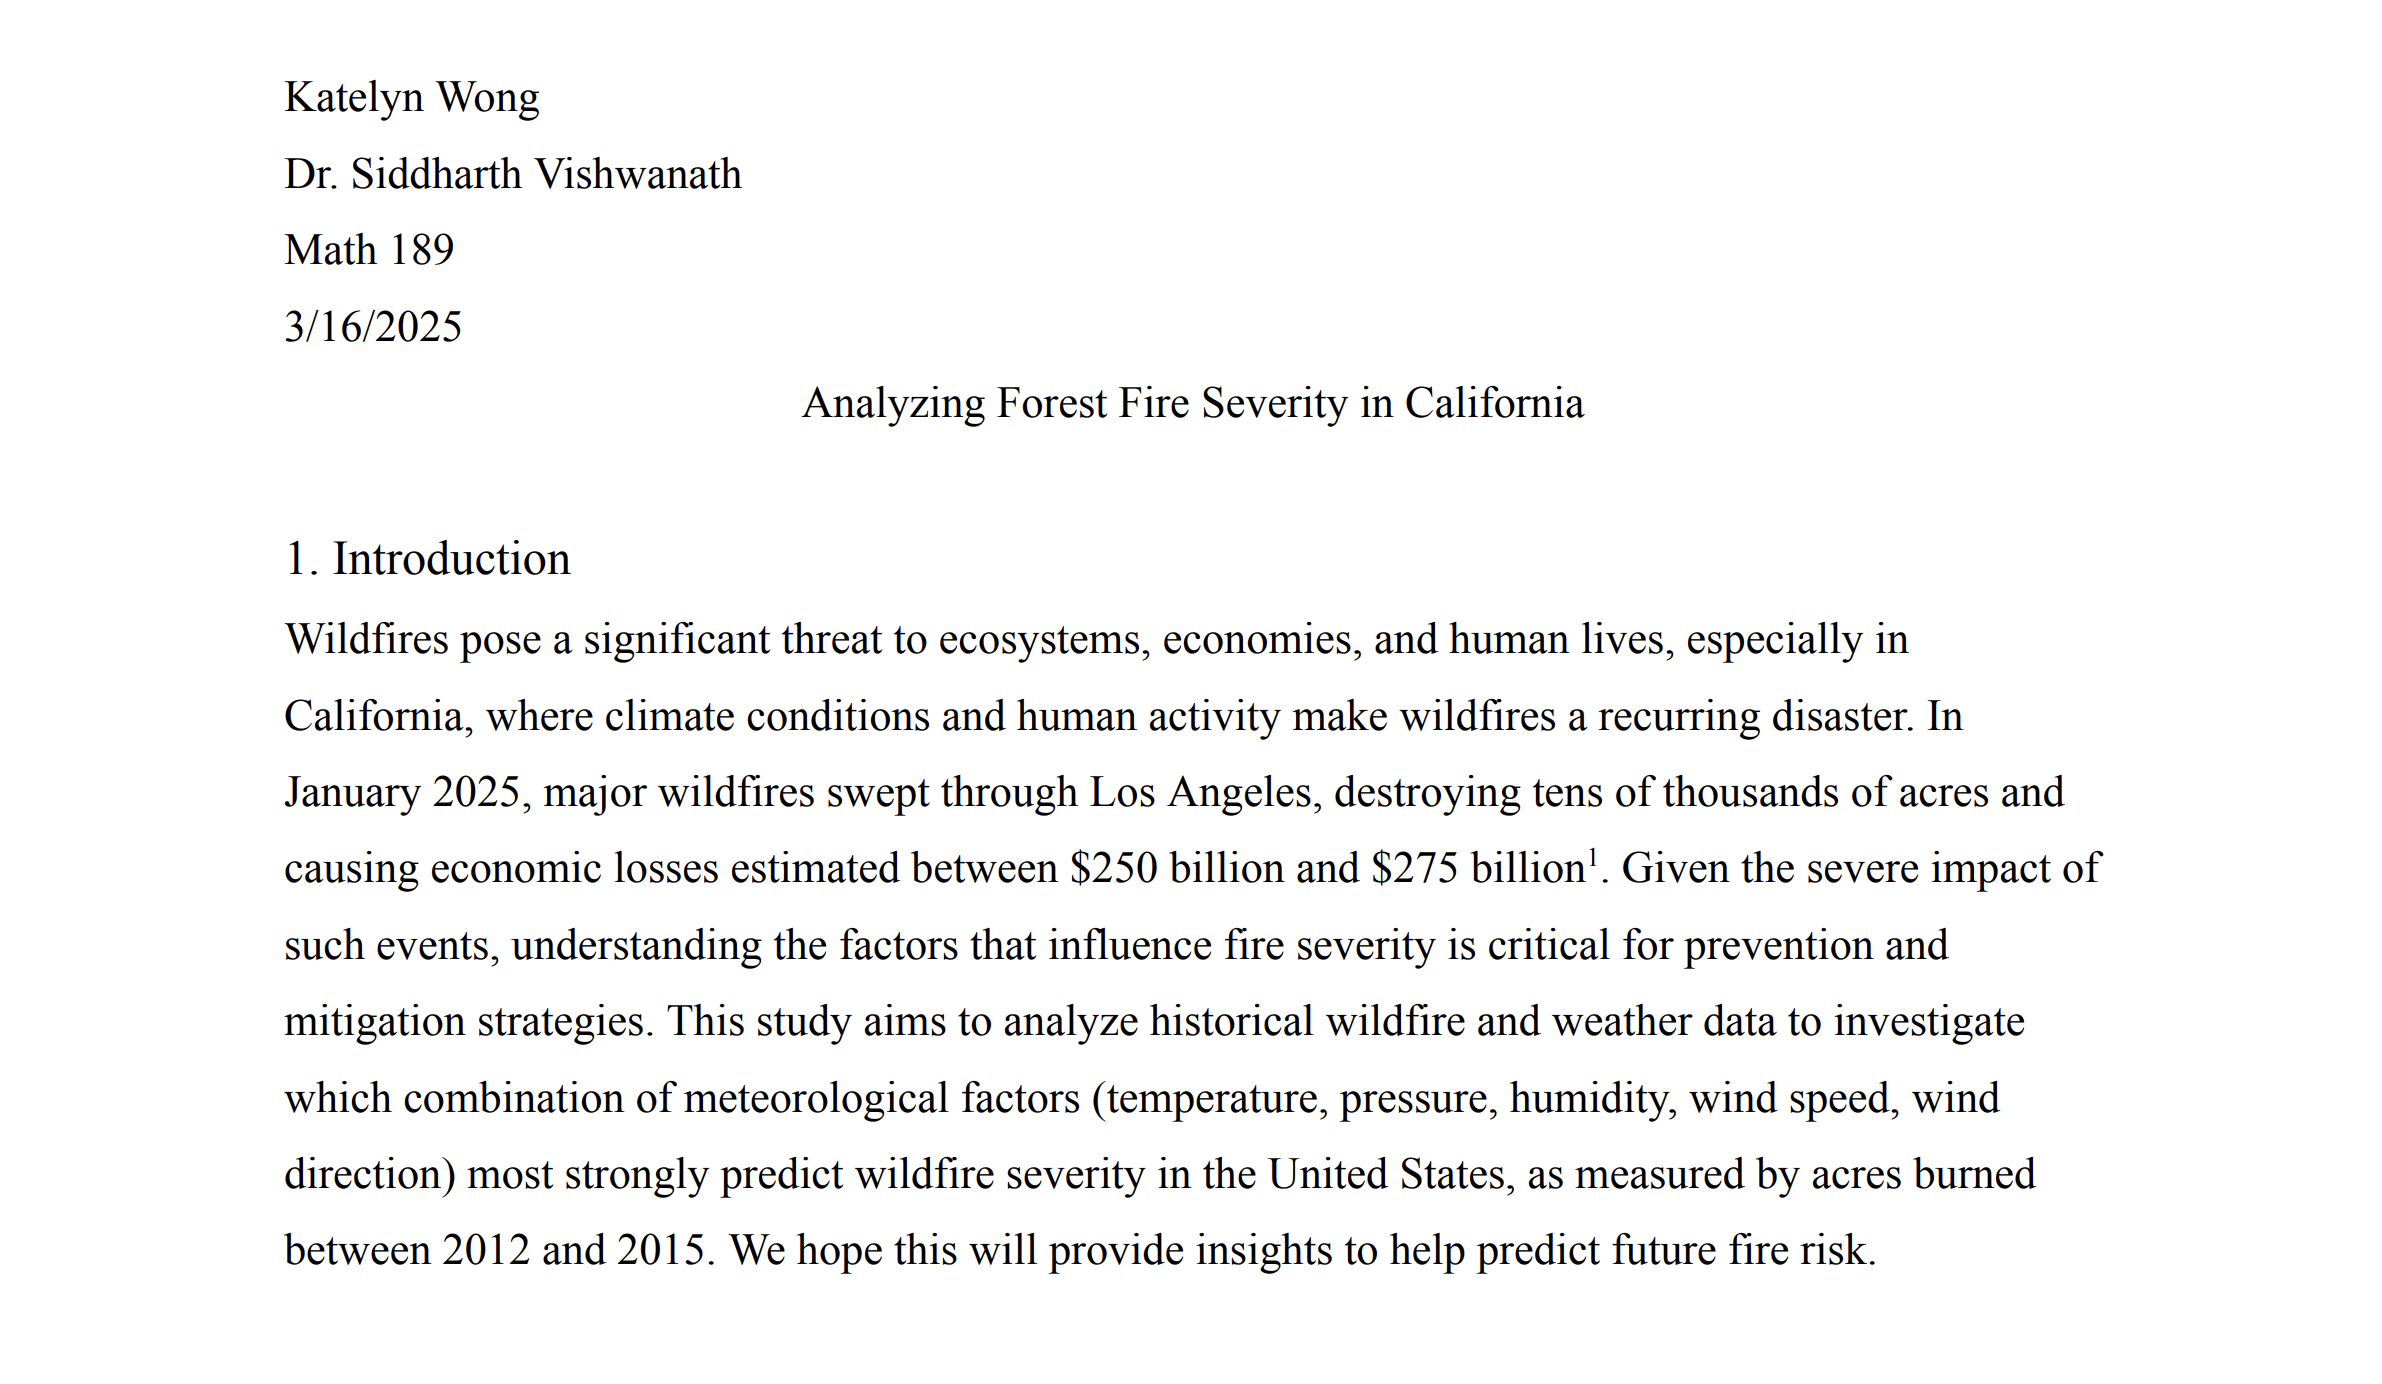 Katelyn Wong
Dr. Siddharth Vishwanath
Math 189
3/16/2025
Analyzing Forest Fire Severity in California
1. Introduction
Wildfires pose a significant threat to ecosystems, economies, and human lives, especially in
California, where climate conditions and human activity make wildfires a recurring disaster. In
January 2025, major wildfires swept through Los Angeles, destroying tens of thousands of acres and
causing economic losses estimated between $250 billion and $275 billion¹. Given the severe impact of
such events, understanding the factors that influence fire severity is critical for prevention and
mitigation strategies. This study aims to analyze historical wildfire and weather data to investigate
which combination of meteorological factors (temperature, pressure, humidity, wind speed, wind
direction) most strongly predict wildfire severity in the United States, as measured by acres burned
between 2012 and 2015. We hope this will provide insights to help predict future fire risk.